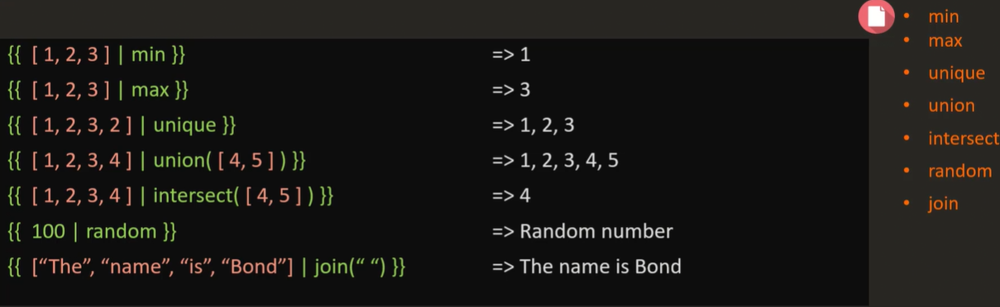 {{ [ 1, 2, 3 ] | min }} => 1
{{ [ 1, 2, 3 ] | max }} => 3
{{ [ 1, 2, 3, 2 ] | unique }} => 1, 2, 3
{{ [ 1, 2, 3, 4 ] | union( [ 4, 5 ] ) }} => 1, 2, 3, 4, 5
{{ [ 1, 2, 3, 4 ] | intersect( [ 4, 5 ] ) }} => 4
{{ 100 | random }} => Random number
{{ [“The”, “name”, “is”, “Bond”] | join(“ “) }} => The name is Bond
• min
• max
• unique
• union
• intersect
• random
• join